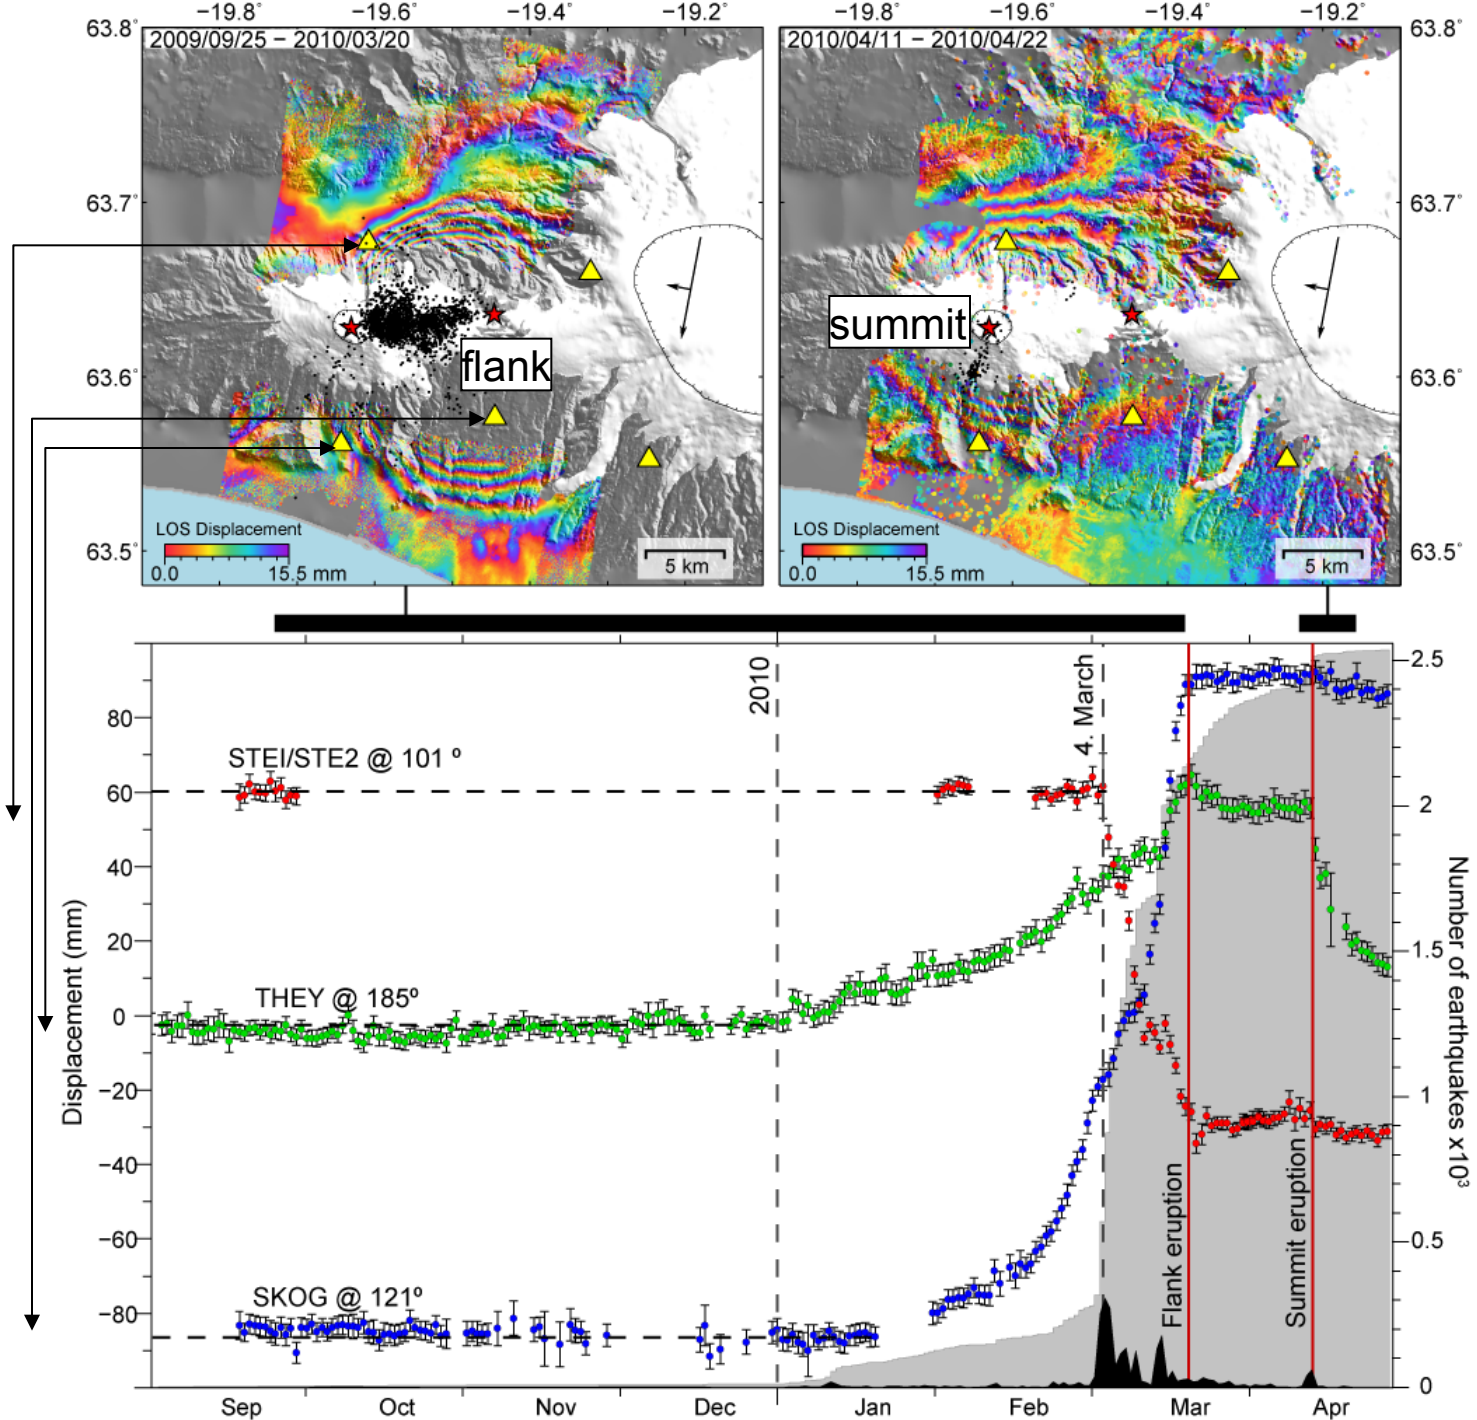 −19.8° −19.6° −19.4° −19.2° −19.8° −19.6° −19.4° −19.2°
63.8° 2009/09/25 − 2010/03/20 2010/04/11 − 2010/04/22 63.8°
63.7° 63.7°
summit
flank
63.6° 63.6°
LOS Displacement LOS Displacement
63.5° 63.5°
0.0 15.5 mm 5 km 0.0 15.5 mm 5 km
2010
4. March
2.5
80
STEI/STE2 @ 101 º
60
2
40
20
1.5
THEY @ 185º
0
−20
1
−40
−60
0.5
SKOG @ 121º
−80
0
Displacement (mm)
Number of earthquakes x10³
Flank eruption
Summit eruption
Sep Oct Nov Dec Jan Feb Mar Apr